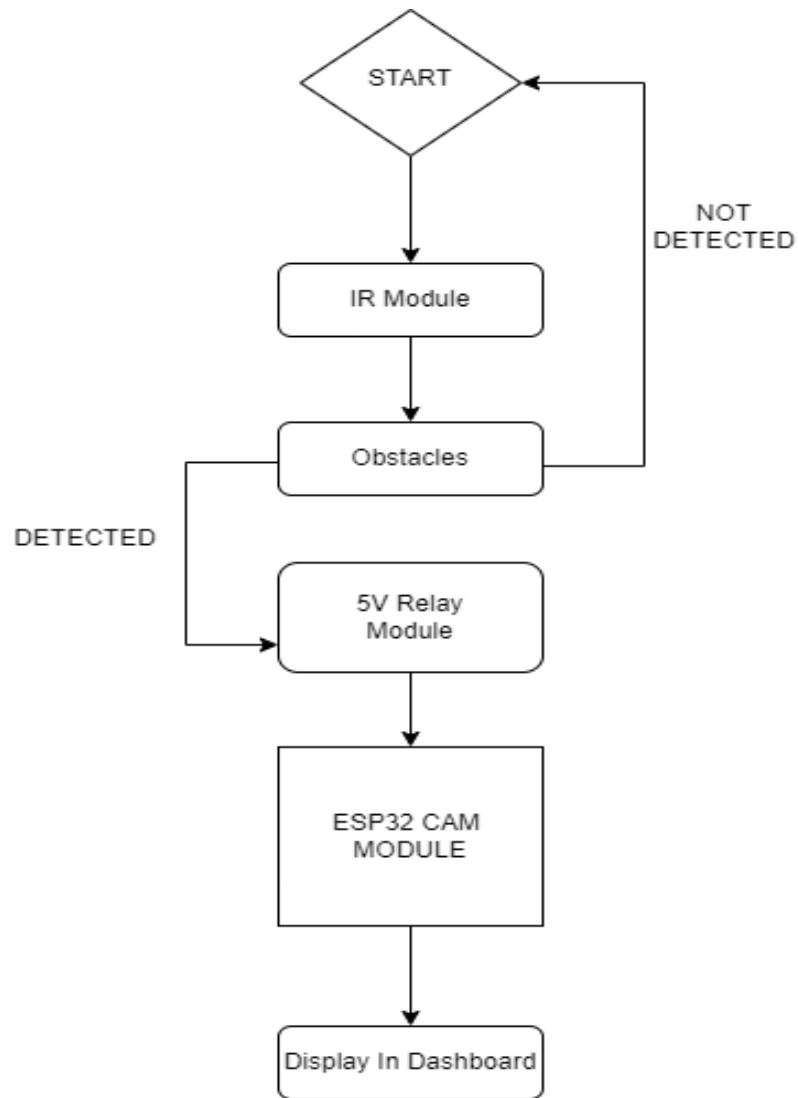 START
NOT
DETECTED
IR Module
Obstacles
DETECTED
5V Relay
Module
ESP32 CAM
MODULE
Display In Dashboard